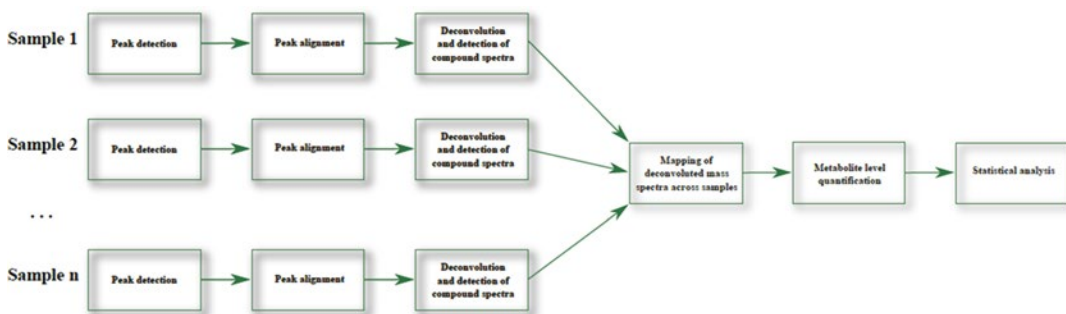 Sample 1
Peak detection
Peak alignment
Deconvolution
and detection of
compound spectra
Sample 2
Peak detection
Peak alignment
Deconvolution
and detection of
compound spectra
Mapping of
deconvoluted mass
spectra across samples
Metabolite level
quantification
Statistical analysis
...
Sample n
Peak detection
Peak alignment
Deconvolution
and detection of
compound spectra